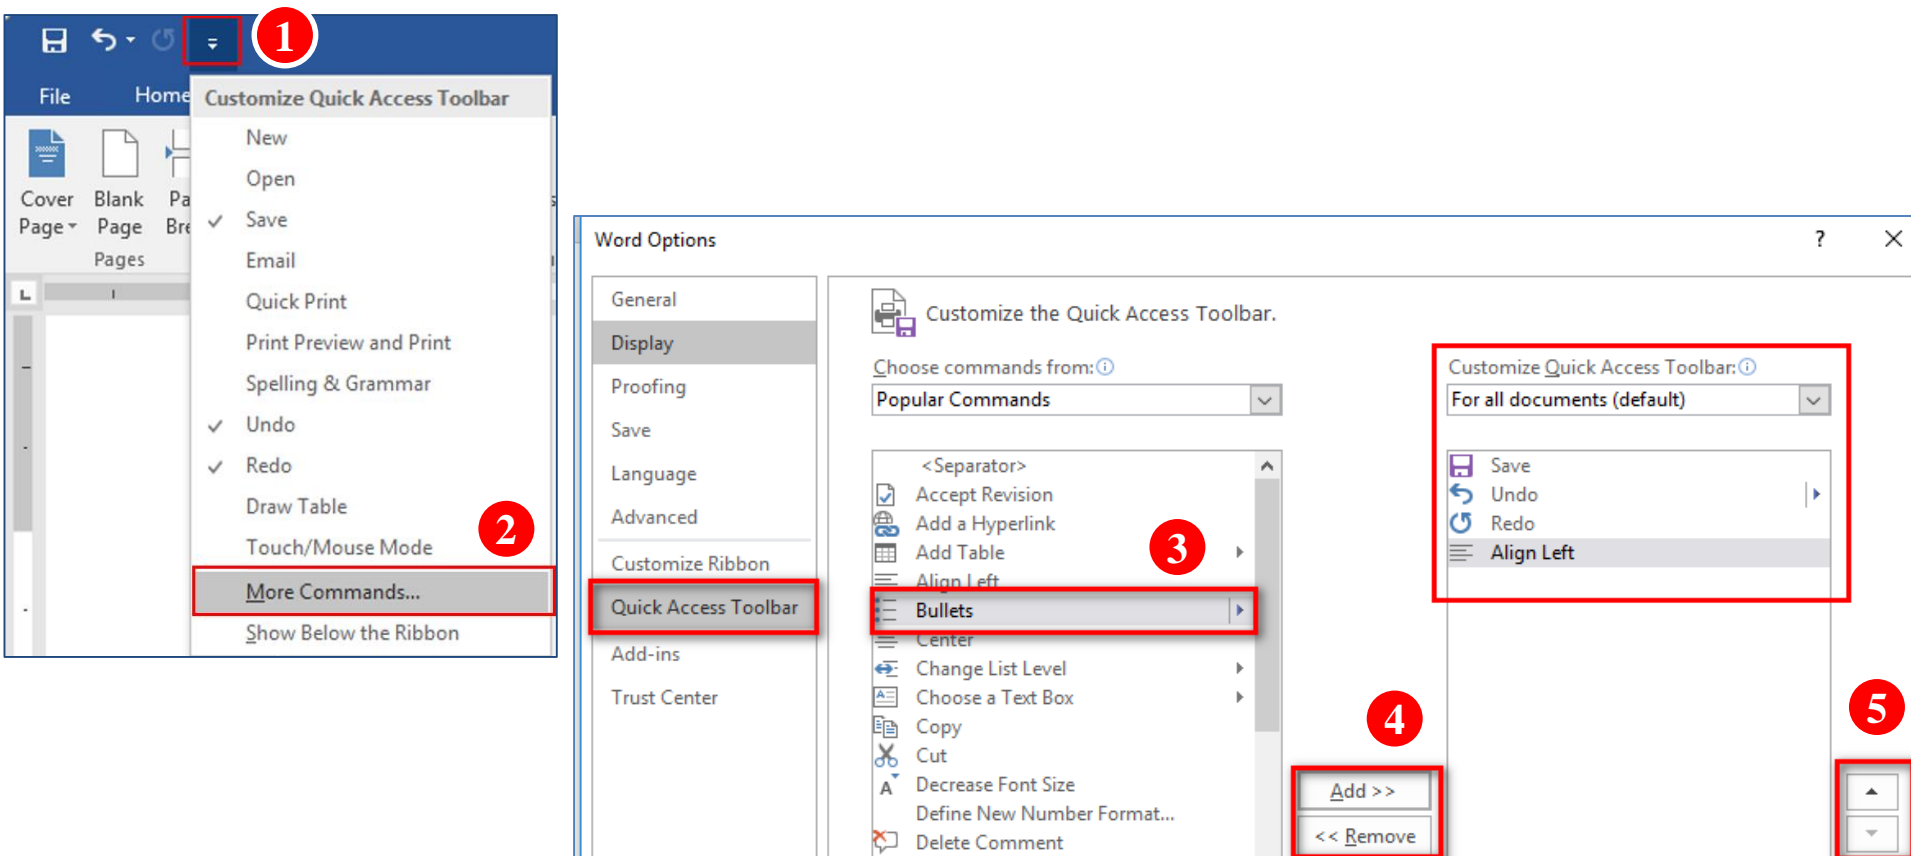 1
File
Home
Customize Quick Access Toolbar
New
Open
Save
Email
Quick Print
Print Preview and Print
Spelling & Grammar
Undo
Redo
Draw Table
Touch/Mouse Mode
2
More Commands...
Show Below the Ribbon
Cover
Page
Blank
Page
Pa
Bre
Pages
L
Word Options
?
General
Display
Proofing
Save
Language
Advanced
Customize Ribbon
Quick Access Toolbar
Add-ins
Trust Center
Customize the Quick Access Toolbar.
Choose commands from:
Popular Commands
<Separator>
Accept Revision
Add a Hyperlink
Add Table
3
Align Left
Bullets
Center
Change List Level
Choose a Text Box
Copy
Cut
Decrease Font Size
Define New Number Format...
Delete Comment
4
Add >>
<< Remove
Customize Quick Access Toolbar:
For all documents (default)
Save
Undo
Redo
Align Left
5